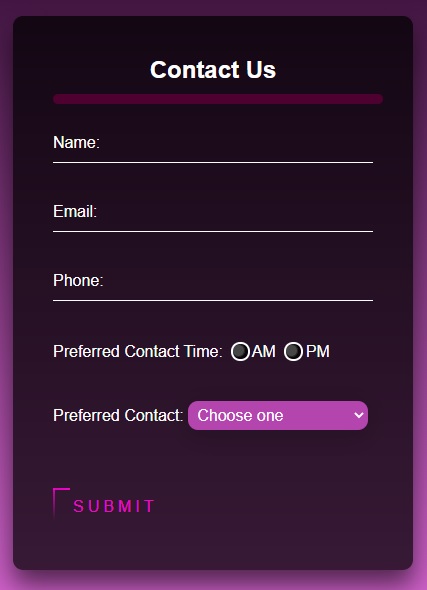 Contact Us
Name:
Email:
Phone:
Preferred Contact Time: AM PM
Preferred Contact: Choose one
SUBMIT